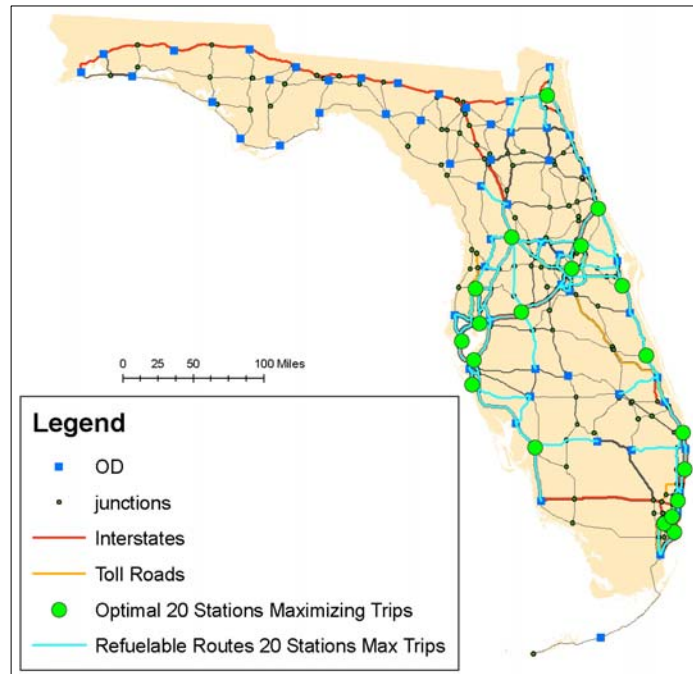 0 25 50 100 Miles
Legend
OD
junctions
Interstates
Toll Roads
Optimal 20 Stations Maximizing Trips
Refuelable Routes 20 Stations Max Trips